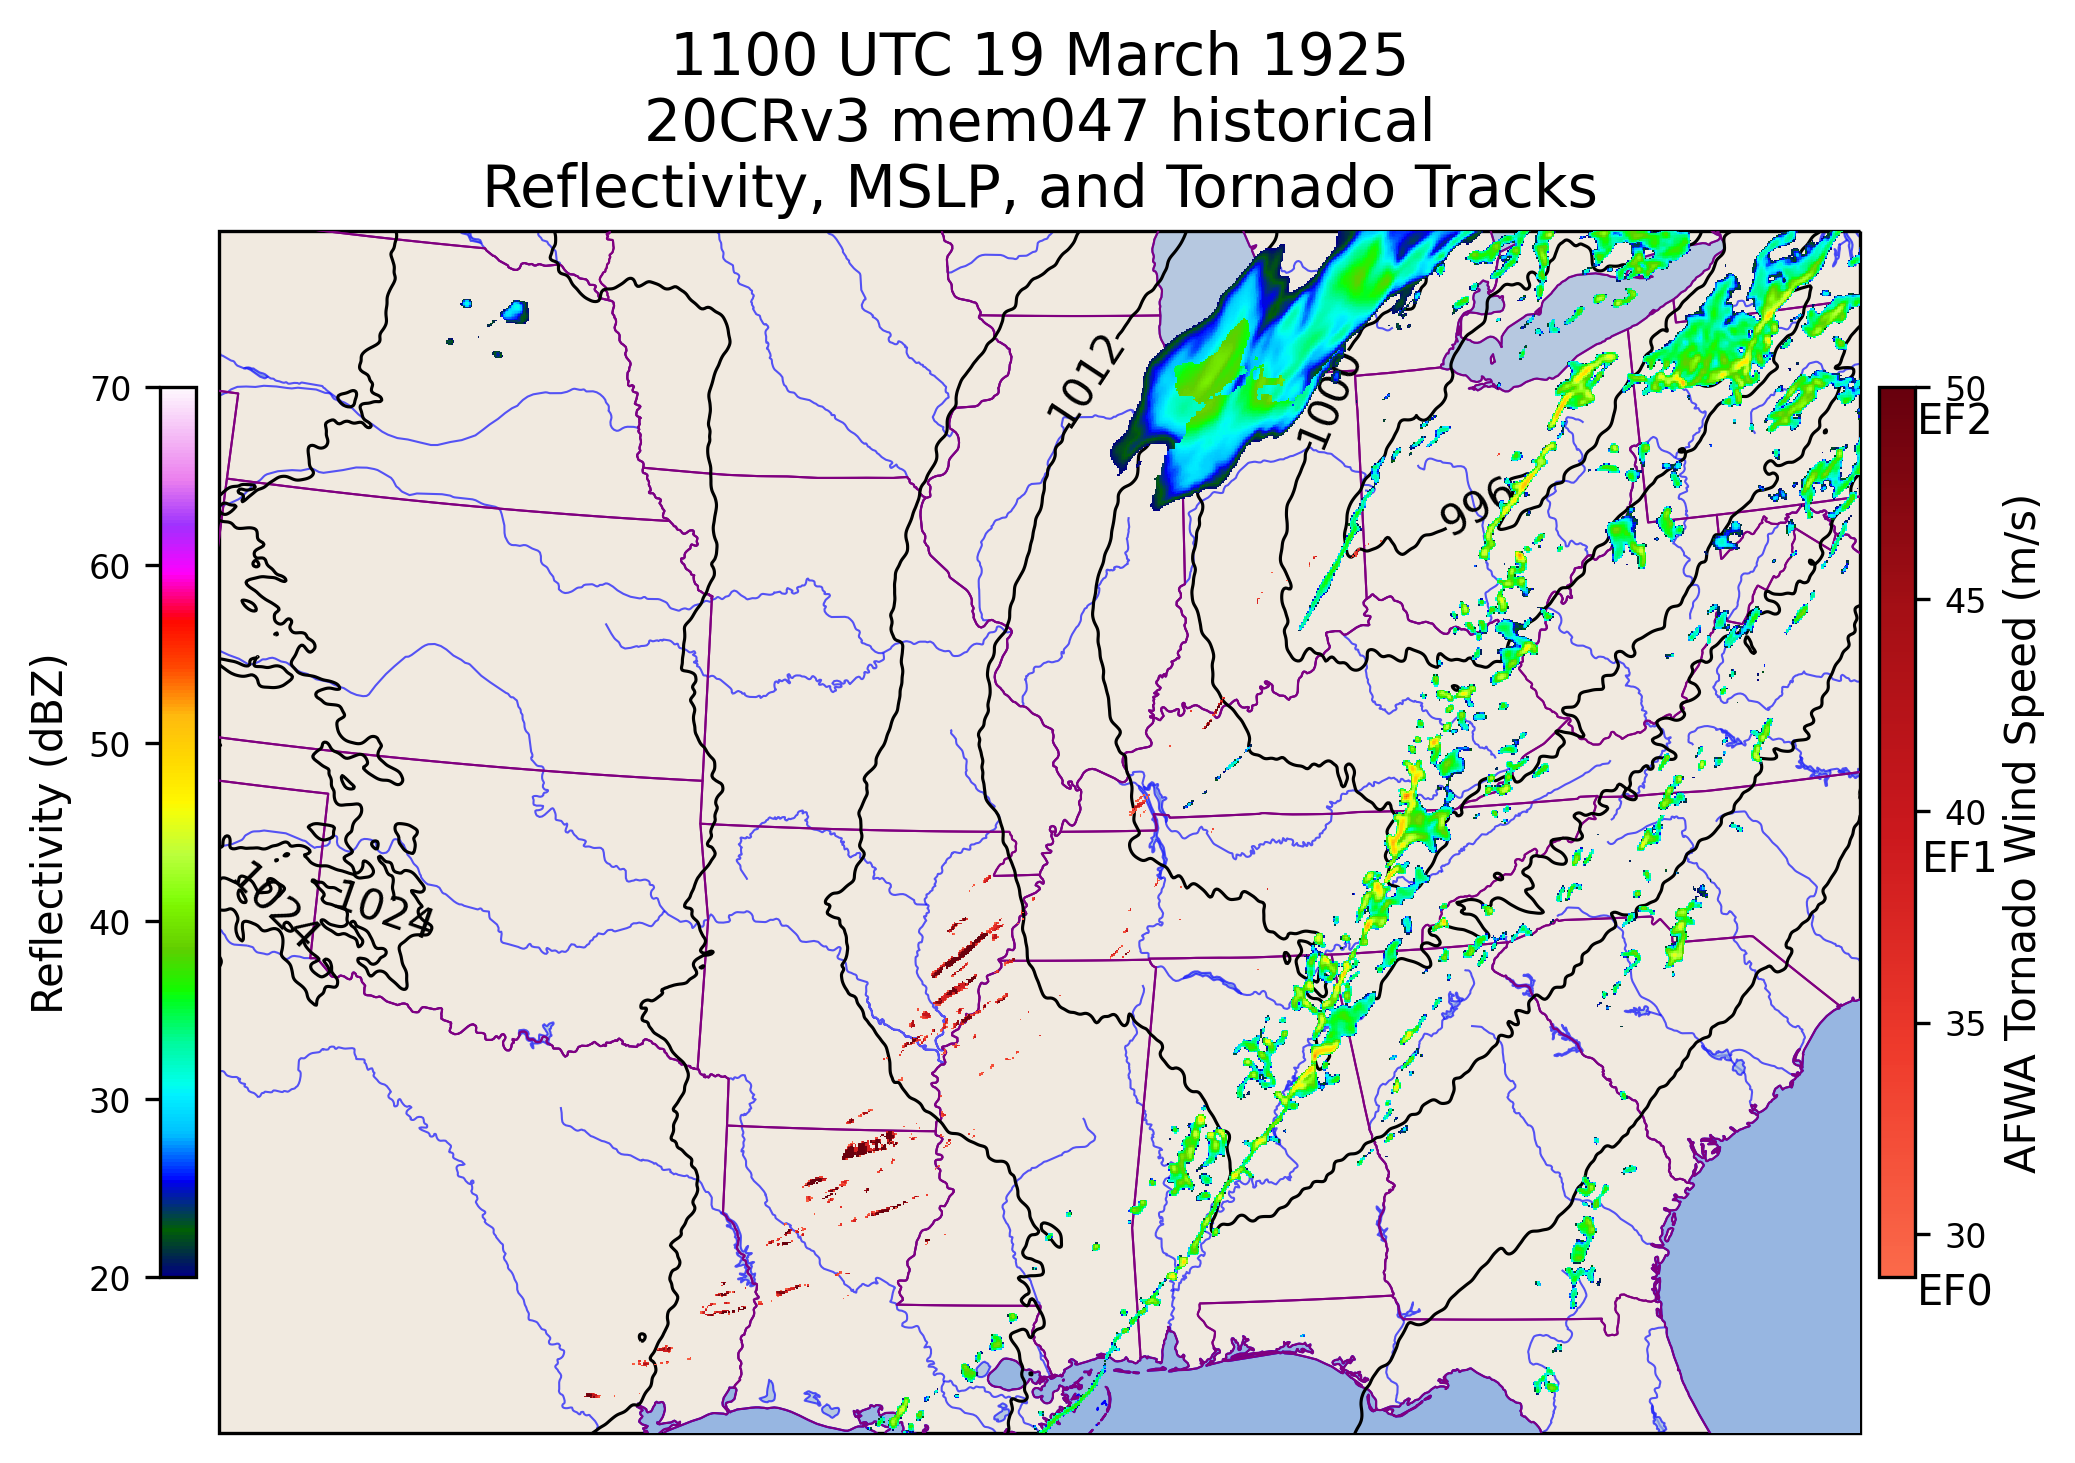 1100 UTC 19 March 1925
20CRv3 mem047 historical
Reflectivity, MSLP, and Tornado Tracks
Reflectivity (dBZ)
70
60
50
40
30
20
1012
1000
996
1024
1024
50
EF2
45
40
EF1
35
30
EF0
AFWA Tornado Wind Speed (m/s)